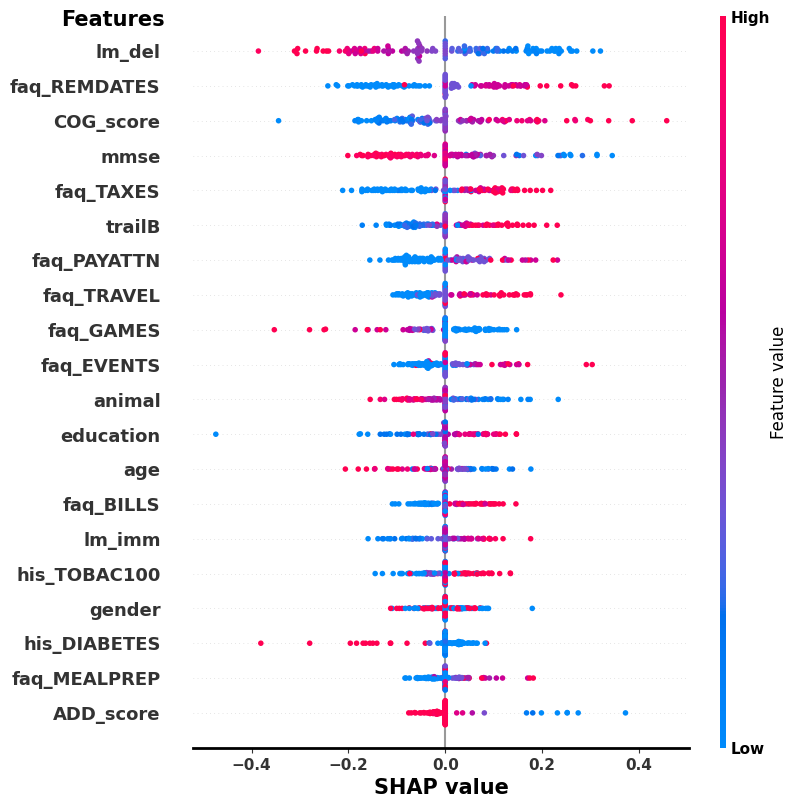 Features
High
lm_del
faq_REMDATES
COG_score
mmse
faq_TAXES
trailB
faq_PAYATTN
faq_TRAVEL
faq_GAMES
faq_EVENTS
animal
education
age
faq_BILLS
lm_imm
his_TOBAC100
gender
his_DIABETES
faq_MEALPREP
ADD_score
Feature value
Low
−0.4 −0.2 0.0 0.2 0.4
SHAP value